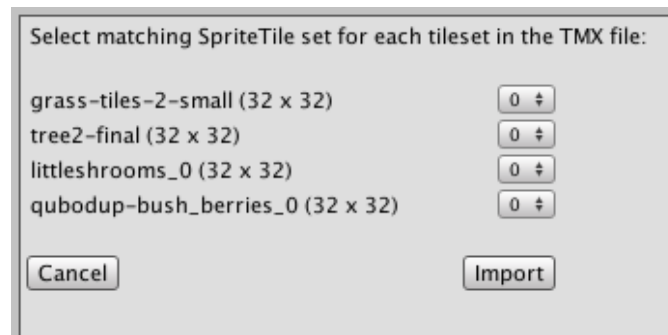 Select matching SpriteTile set for each tileset in the TMX file:
grass-tiles-2-small (32 x 32) 0
tree2-final (32 x 32) 0
littleshrooms_0 (32 x 32) 0
qubodup-bush_berries_0 (32 x 32) 0
Cancel Import